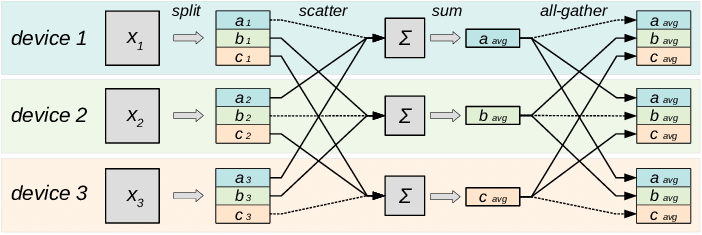 split scatter sum all-gather
device 1 x1 a1 Σ a avg a avg
b1 b avg
c1 c avg
device 2 x2 a2 Σ b avg a avg
b2 b avg
c2 c avg
device 3 x3 a3 Σ c avg a avg
b3 b avg
c3 c avg